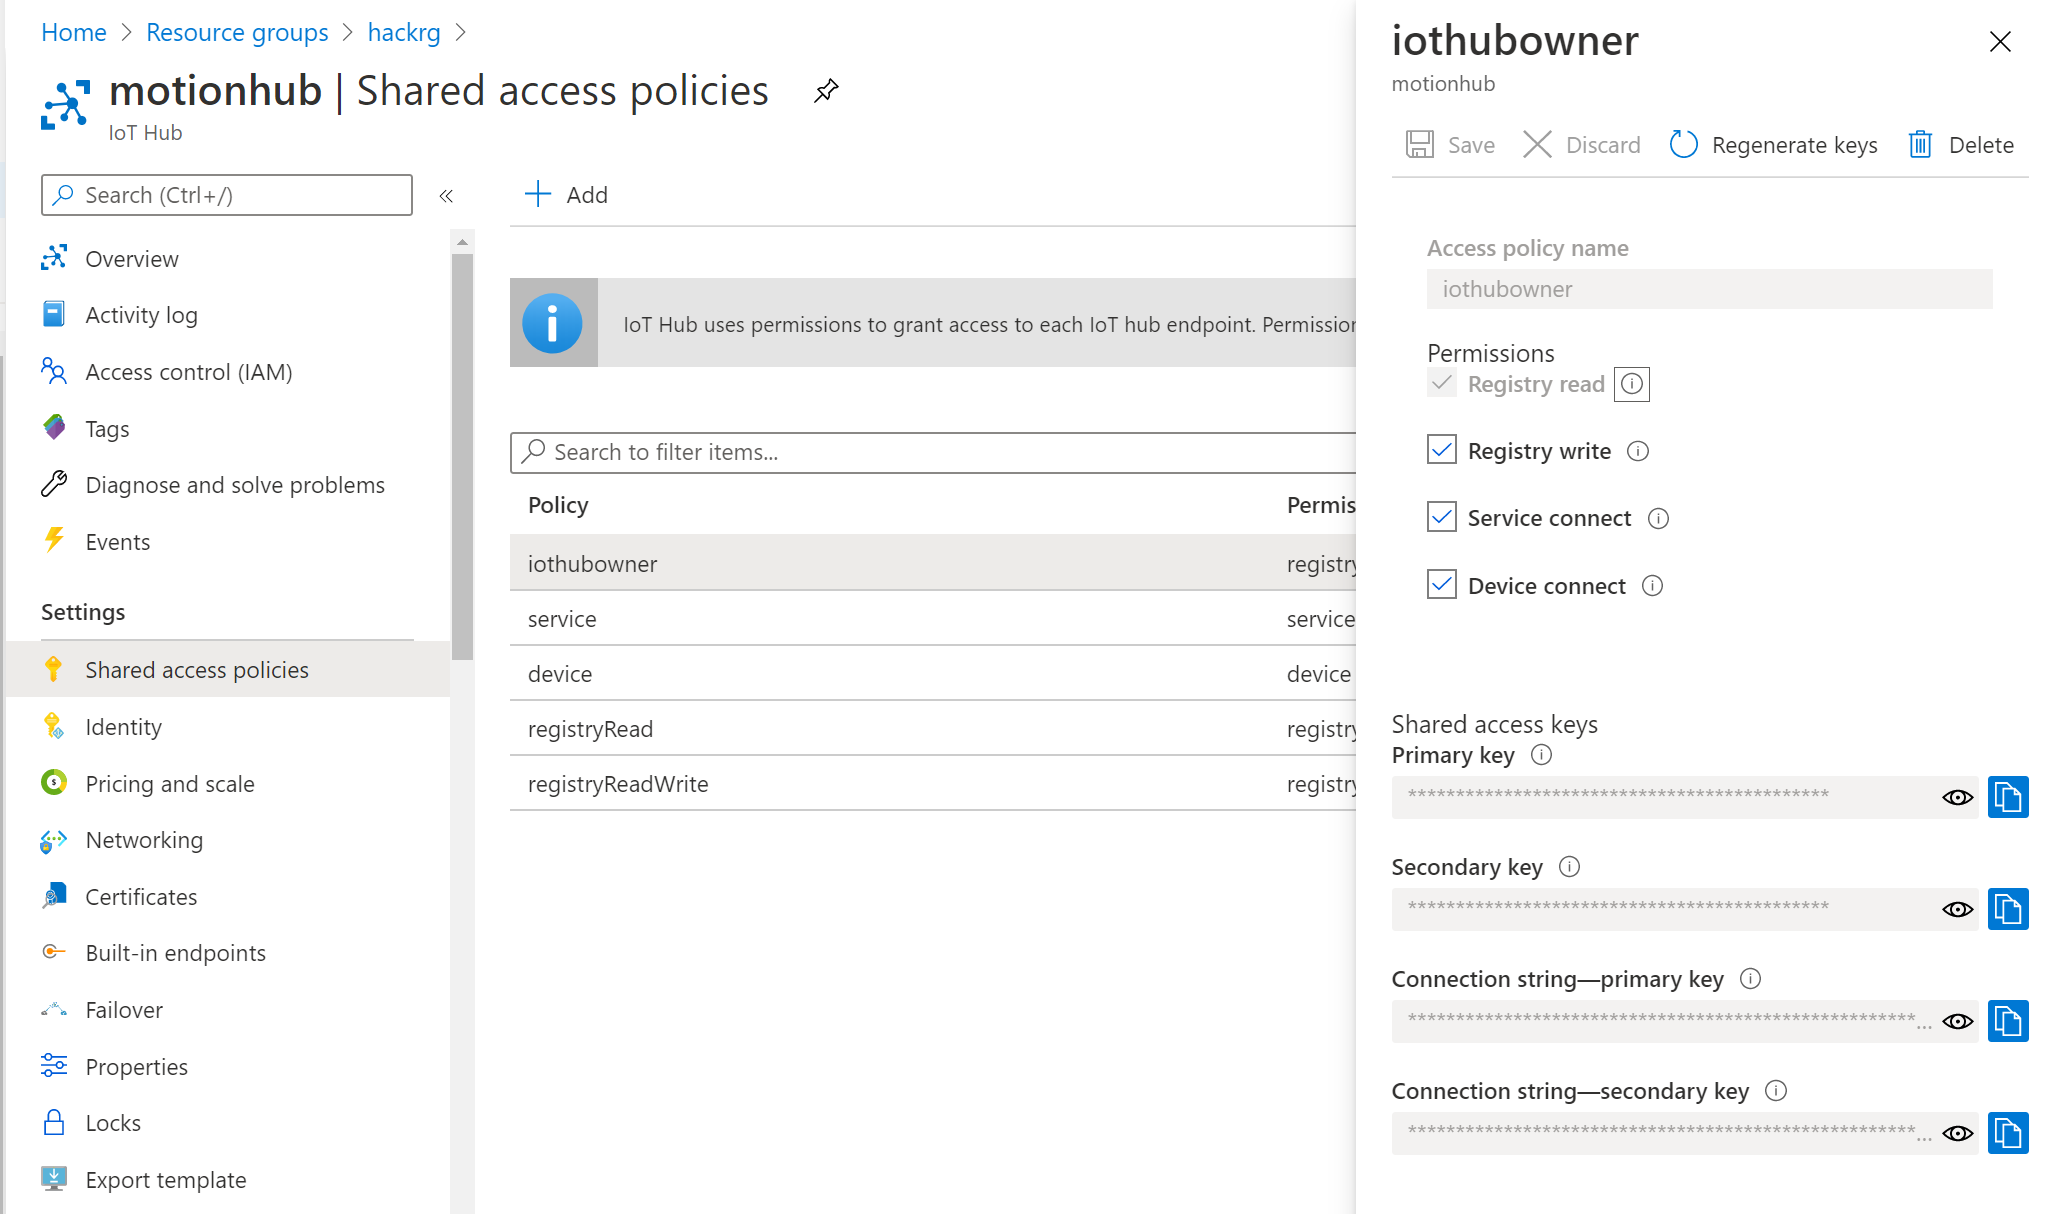 Home > Resource groups > hackrg >
motionhub | Shared access policies
IoT Hub
Search (Ctrl+/)
«
Overview
Activity log
Access control (IAM)
Tags
Diagnose and solve problems
Events
Settings
Shared access policies
Identity
Pricing and scale
Networking
Certificates
Built-in endpoints
Failover
Properties
Locks
Export template
Add
IoT Hub uses permissions to grant access to each IoT hub endpoint. Permission
Search to filter items...
Policy Permis
iothubowner registry
service service
device device
registryRead registry
registryReadWrite registry
iothubowner
motionhub
Save Discard Regenerate keys Delete
Access policy name
iothubowner
Permissions
Registry read
Registry write
Service connect
Device connect
Shared access keys
Primary key
********************************************
Secondary key
********************************************
Connection string—primary key
*****************************************************...
Connection string—secondary key
*****************************************************...